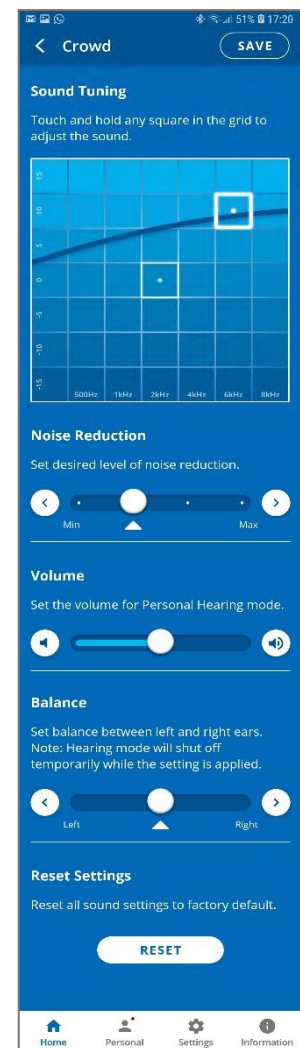 51% 17:20
Crowd SAVE
Sound Tuning
Touch and hold any square in the grid to
adjust the sound.
15
10
5
0
-5
-10
-15
500Hz 1kHz 2kHz 4kHz 6kHz 8kHz
Noise Reduction
Set desired level of noise reduction.
Min Max
Volume
Set the volume for Personal Hearing mode.
Balance
Set balance between left and right ears.
Note: Hearing mode will shut off
temporarily while the setting is applied.
Left Right
Reset Settings
Reset all sound settings to factory default.
RESET
Home Personal Settings Information